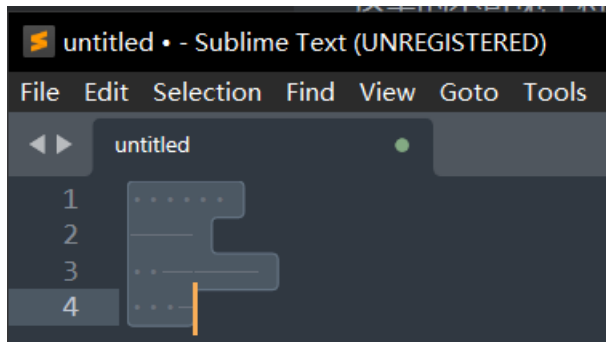 untitled • - Sublime Text (UNREGISTERED)
File Edit Selection Find View Goto Tools
untitled
1
2
3
4